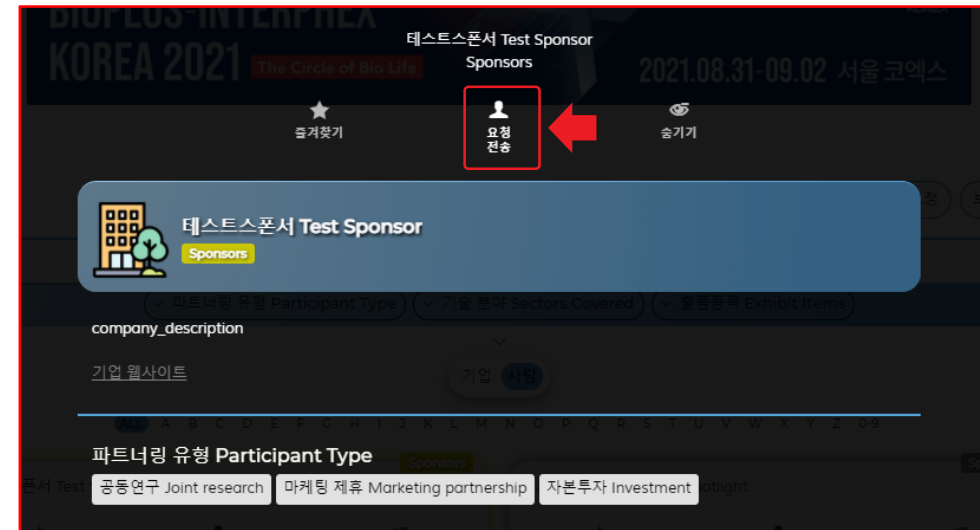 BIOPLUS-INTERPHEX
KOREA 2021 The Circle of Bio Life
2021.08.31-09.02 서울 코엑스
테스트스폰서 Test Sponsor
Sponsors
즐겨찾기
요청
전송
숨기기
테스트스폰서 Test Sponsor
Sponsors
파트너링 유형 Participant Type
기술 분야 Sectors Covered
출품품목 Exhibit Items
company_description
기업 웹사이트
기업 사람
ALL A B C D E F G H I J K L M N O P Q R S T U V W X Y Z 0-9
파트너링 유형 Participant Type
Sponsors
공동연구 Joint research
마케팅 제휴 Marketing partnership
자본투자 Investment